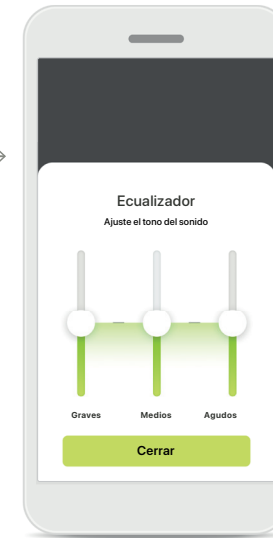 Ecualizador
Ajuste el tono del sonido
Graves Medios Agudos
Cerrar